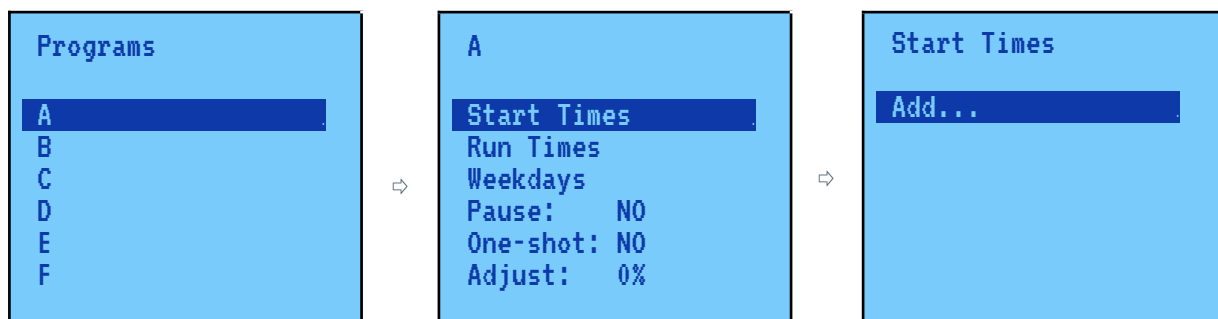 Programs
A
B
C
D
E
F
A
Start Times
Run Times
Weekdays
Pause: NO
One-shot: NO
Adjust: 0%
Start Times
Add...